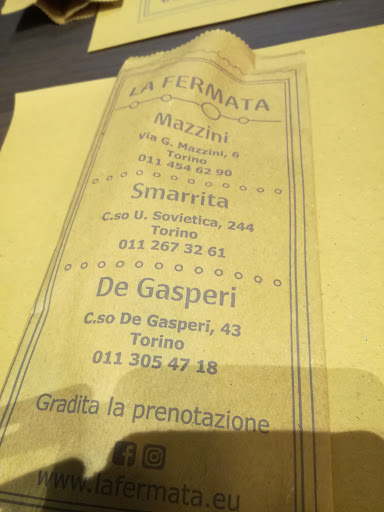 LA FERMATA
Mazzini
via G. Mazzini, 6
Torino
011 454 62 90
Smarrita
C.so U. Sovietica, 244
Torino
011 267 32 61
De Gasperi
C.so De Gasperi, 43
Torino
011 305 47 18
Gradita la prenotazione
www.lafermata.eu